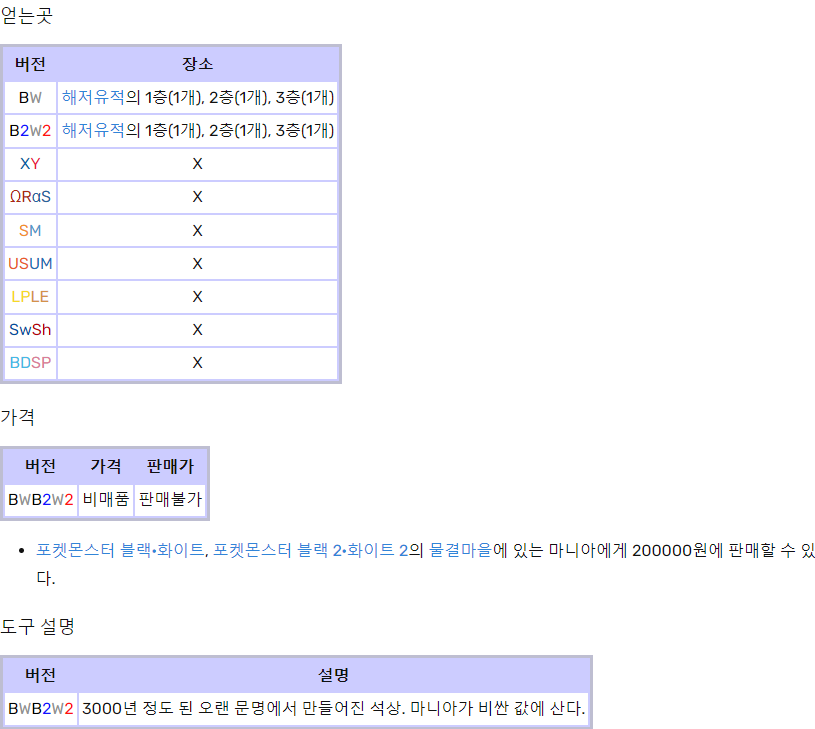 얻는곳
버전 장소
BW 해저유적의 1층(1개), 2층(1개), 3층(1개)
B2W2 해저유적의 1층(1개), 2층(1개), 3층(1개)
XY X
ΩRαS X
SM X
USUM X
LPLE X
SwSh X
BDSP X
가격
버전 가격 판매가
BWB2W2 비매품 판매불가
• 포켓몬스터 블랙·화이트, 포켓몬스터 블랙 2·화이트 2의 물결마을에 있는 마니아에게 200000원에 판매할 수 있
다.
도구 설명
버전 설명
BWB2W2 3000년 정도 된 오랜 문명에서 만들어진 석상. 마니아가 비싼 값에 산다.